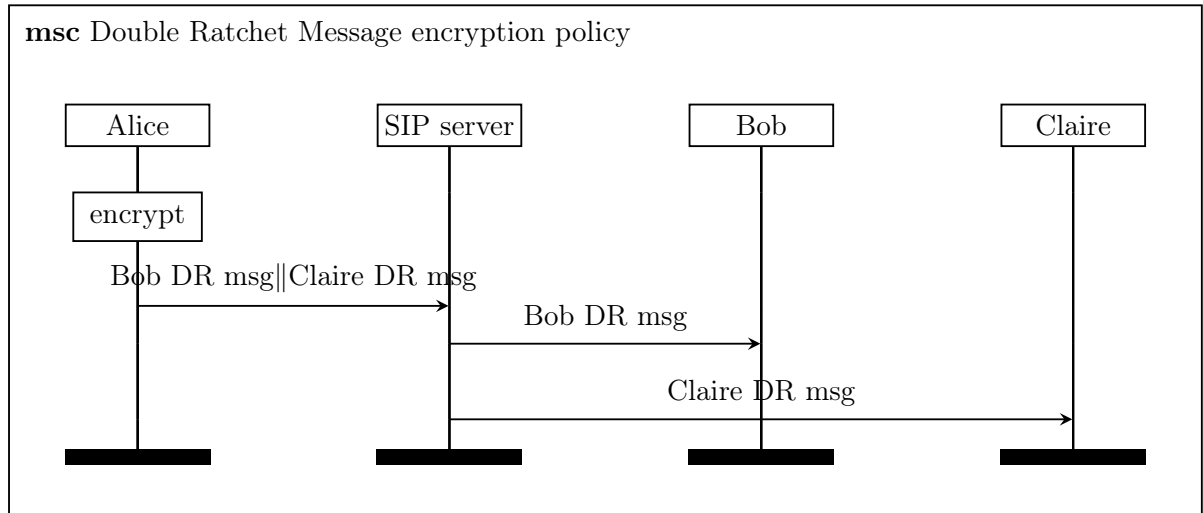 msc Double Ratchet Message encryption policy
Alice
SIP server
Bob
Claire
encrypt
Bob DR msg∥Claire DR msg
Bob DR msg
Claire DR msg